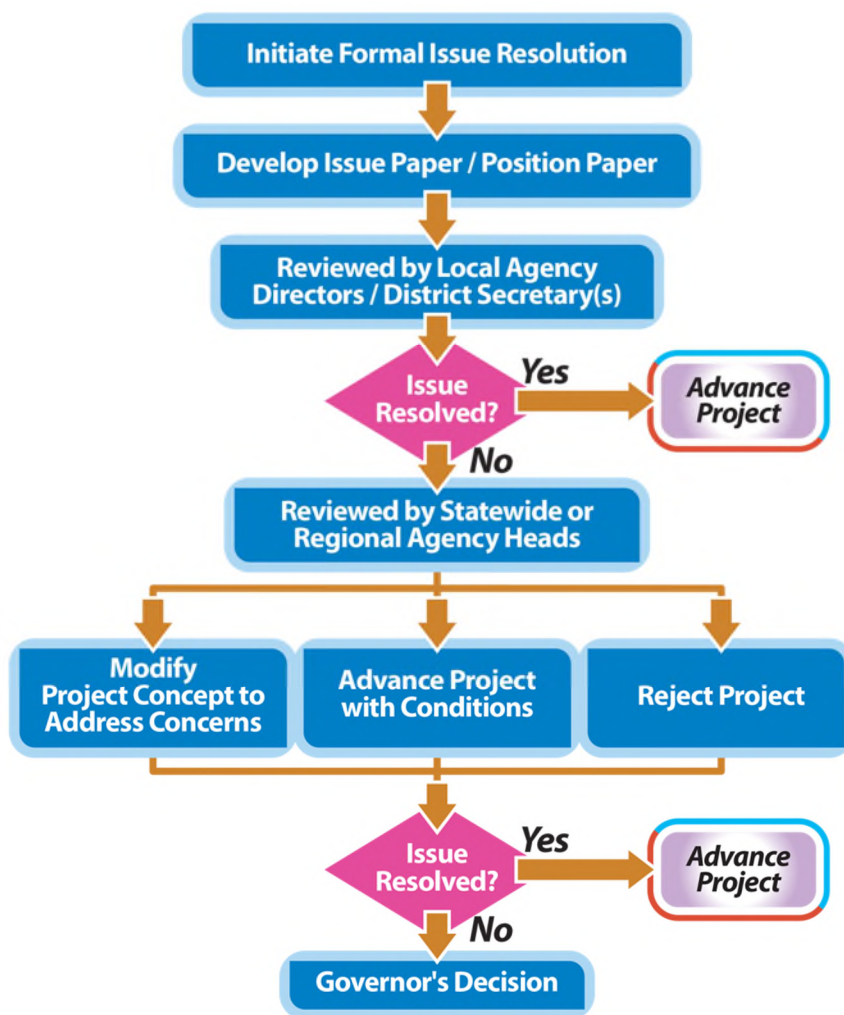 Initiate Formal Issue Resolution
Develop Issue Paper / Position Paper
Reviewed by Local Agency
Directors / District Secretary(s)
Issue
Resolved?
Yes
Advance
Project
No
Reviewed by Statewide or
Regional Agency Heads
Modify
Project Concept to
Address Concerns
Advance Project
with Conditions
Reject Project
Issue
Resolved?
Yes
Advance
Project
No
Governor's Decision